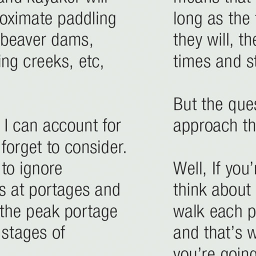 and kayaker will
oximate paddling
beaver dams,
ing creeks, etc,
I can account for
forget to consider.
to ignore
s at portages and
the peak portage
stages of
means that
long as the
they will, the
times and st
But the ques
approach th
Well, If you'r
think about
walk each p
and that's w
you're going